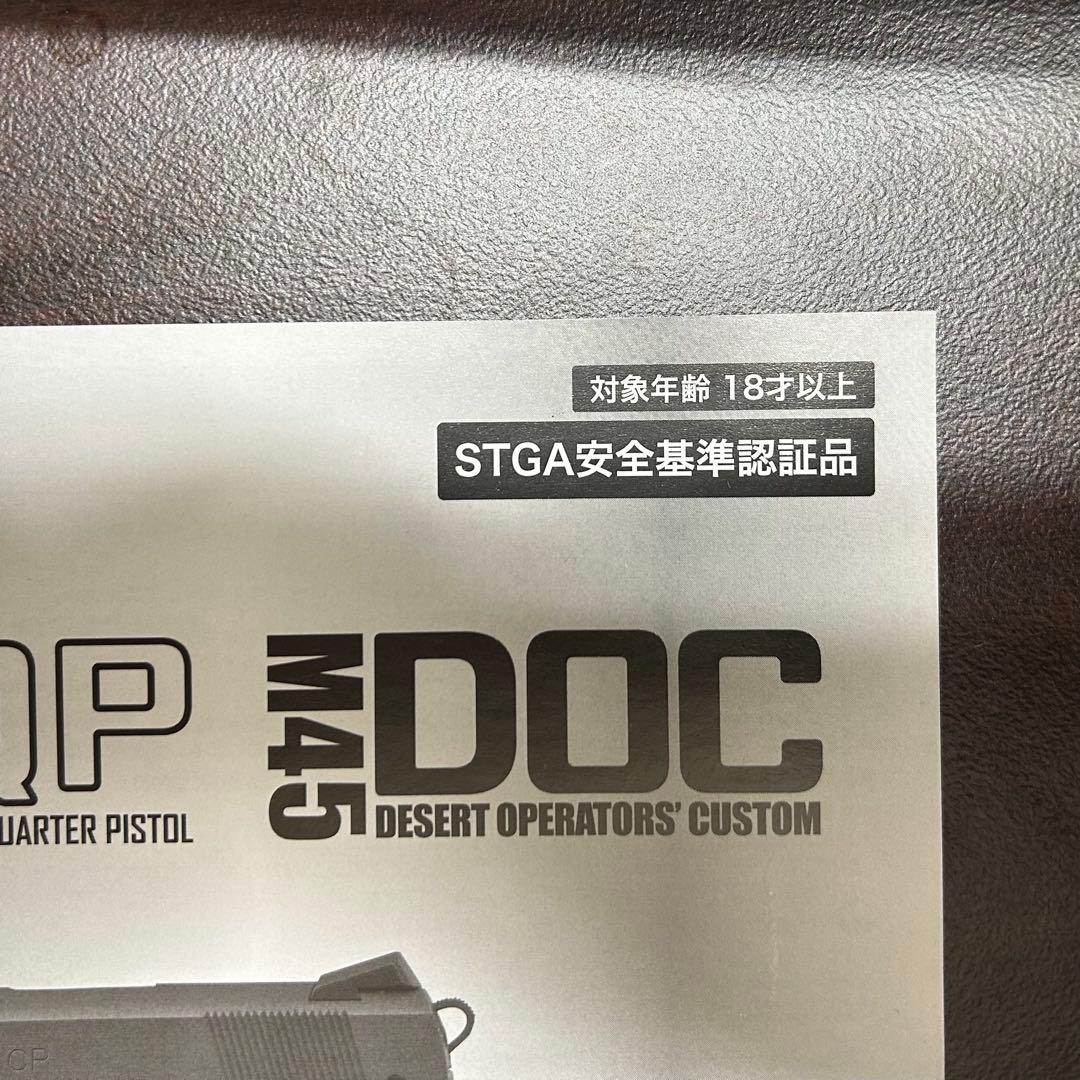 対象年齢 18才以上
STGA安全基準認証品
QP
UARTER PISTOL
M45
DOC
DESERT OPERATORS' CUSTOM
CP